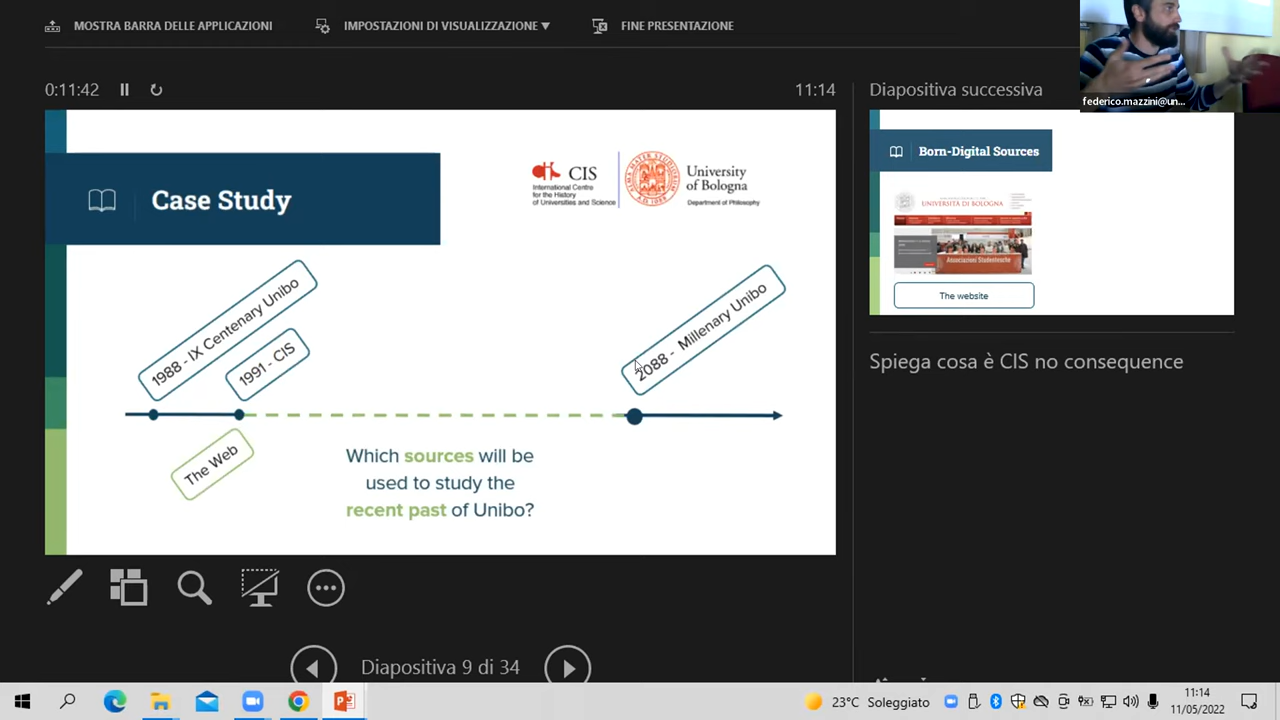 MOSTRA BARRA DELLE APPLICAZIONI
IMPOSTAZIONI DI VISUALIZZAZIONE
FINE PRESENTAZIONE
federico.mazzini@un...
0:11:42
11:14
Case Study
CIS
International Centre
for the History
of Universities and Science
University
of Bologna
Department of Philosophy
1988 - IX Centenary Unibo
1991 - CIS
2088 - Millenary Unibo
The Web
Which sources will be
used to study the
recent past of Unibo?
Diapositiva 9 di 34
Diapositiva successiva
Born-Digital Sources
UNIVERSITÀ DI BOLOGNA
Associazioni Studentesche
The website
Spiega cosa è CIS no consequence
23°C Soleggiato
11:14
11/05/2022